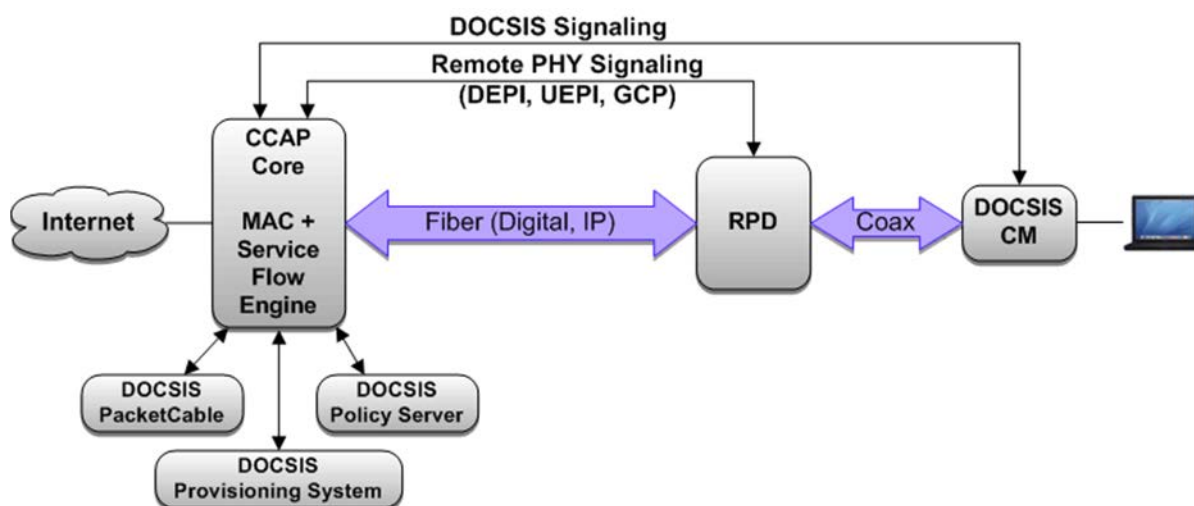 DOCSIS Signaling
Remote PHY Signaling
(DEPI, UEPI, GCP)
CCAP
Core
MAC +
Service
Flow
Engine
Internet
Fiber (Digital, IP)
RPD
Coax
DOCSIS
CM
DOCSIS
PacketCable
DOCSIS
Policy Server
DOCSIS
Provisioning System